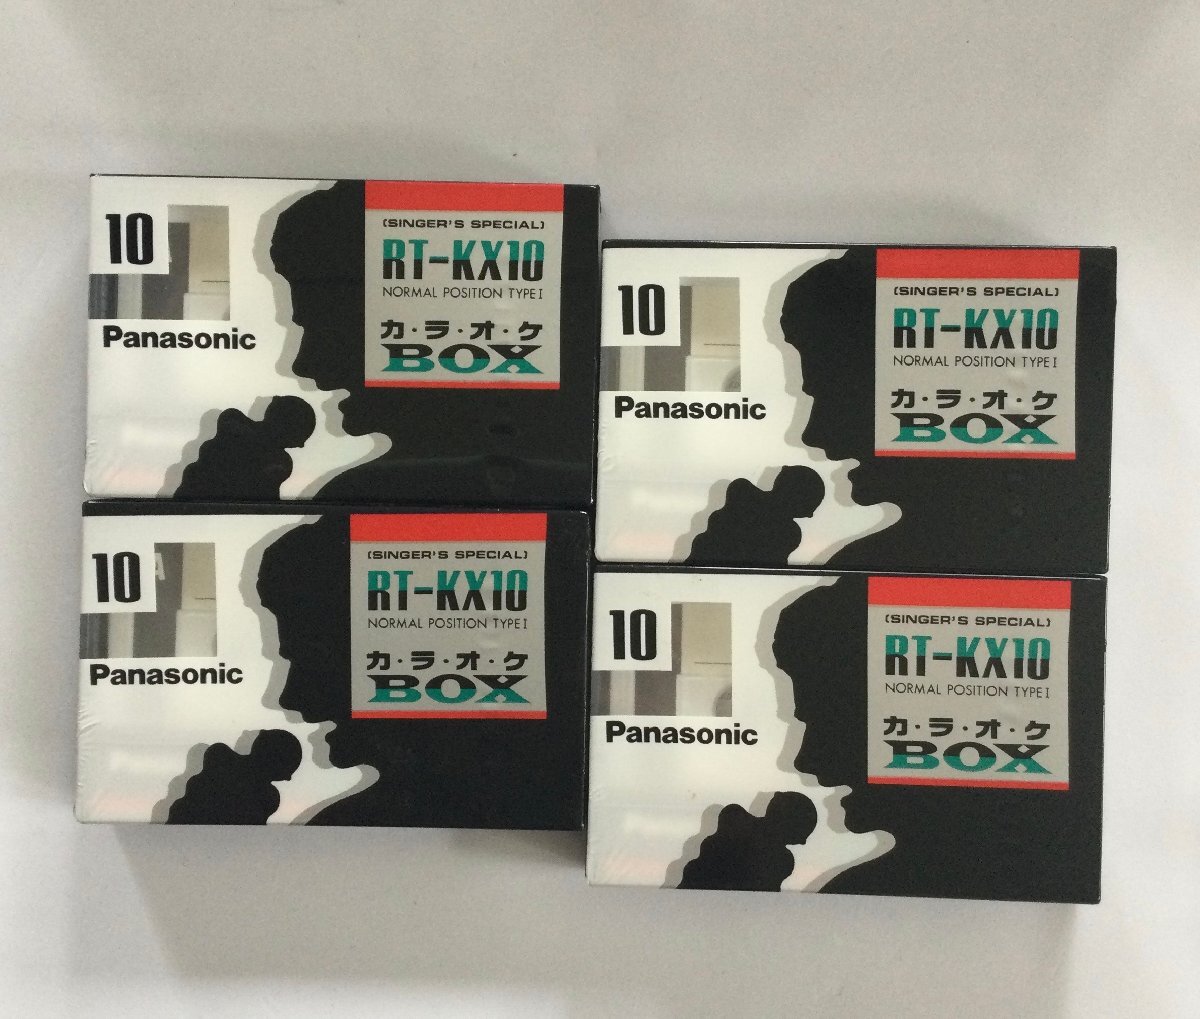 10
Panasonic
(SINGER'S SPECIAL)
RT-KX10
NORMAL POSITION TYPE I
カ・ラ・オ・ケ
BOX
10
Panasonic
(SINGER'S SPECIAL)
RT-KX10
NORMAL POSITION TYPE I
カ・ラ・オ・ケ
BOX
10
A
Panasonic
(SINGER'S SPECIAL)
RT-KX10
NORMAL POSITION TYPE I
カ・ラ・オ・ケ
BOX
10
Panasonic
(SINGER'S SPECIAL)
RT-KX10
NORMAL POSITION TYPE I
カ・ラ・オ・ケ
BOX